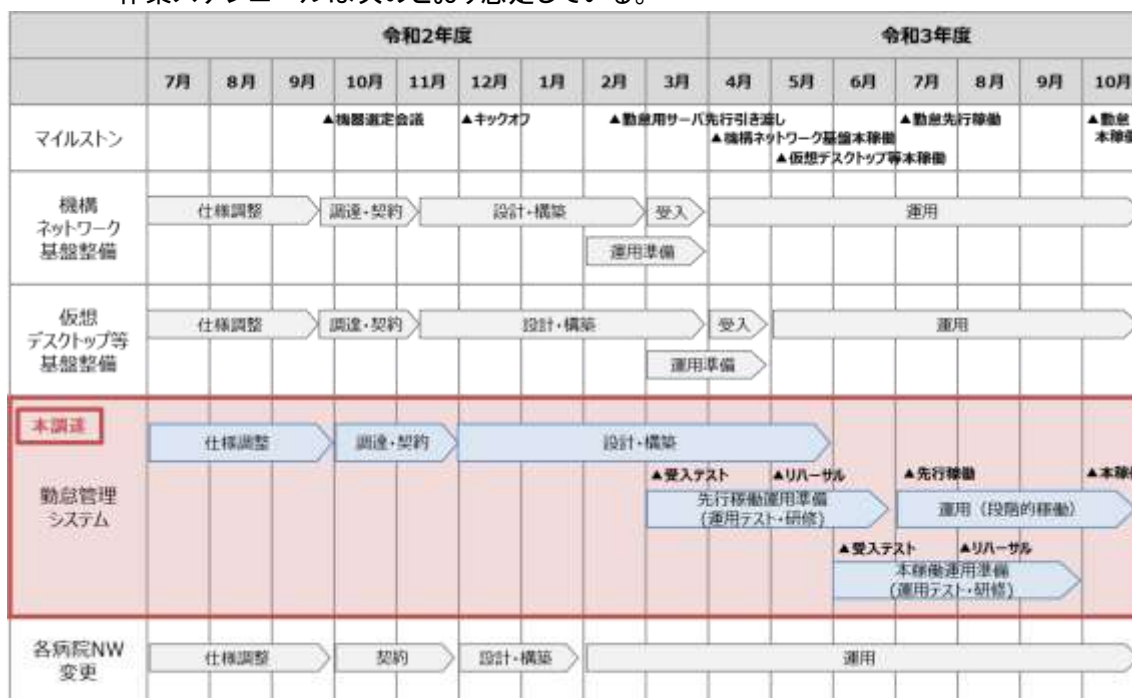 作業スケジュールは次のとおり想定している。
令和2年度 令和3年度
7月 8月 9月 10月 11月 12月 1月 2月 3月 4月 5月 6月 7月 8月 9月 10月
マイルストン
▲機器選定会議 ▲キックオフ ▲勤怠用サーバ先行引き渡し ▲勤怠先行稼働 ▲勤怠
本稼働
▲機構ネットワーク基盤本稼働
▲仮想デスクトップ等本稼働
機構
ネットワーク
基盤整備
仕様調整 調達・契約 設計・構築 受入 運用
運用準備
仮想
デスクトップ等
基盤整備
仕様調整 調達・契約 設計・構築 受入 運用
運用準備
本調達
勤怠管理
システム
仕様調整 調達・契約 設計・構築
▲受入テスト ▲リハーサル ▲先行稼働 ▲本稼働
先行稼働運用準備
(運用テスト・研修)
運用（段階的稼働）
▲受入テスト ▲リハーサル
本稼働運用準備
(運用テスト・研修)
各病院NW
変更
仕様調整 契約 設計・構築 運用